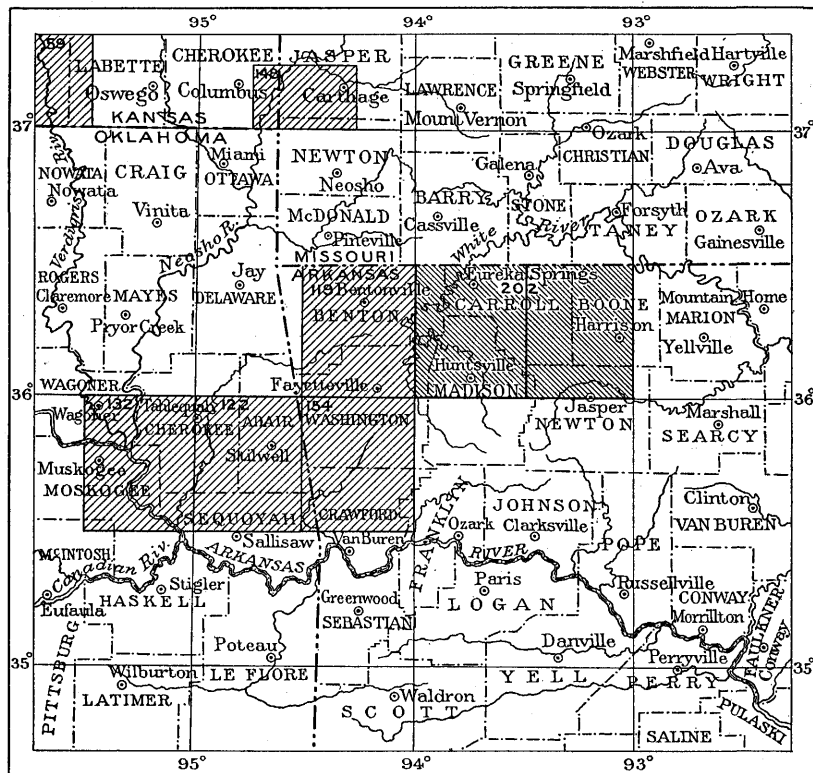 95° 94° 93°
CHEROKEE JASPER
59 LABETTE 148 GREENE Marshfield Hartville
WEBSTER
Oswego Columbus Carthage LAWRENCE Springfield WRIGHT
KANSAS Mount Vernon
37° OKLAHOMA Ozark 37°
Miami NEWTON Galena CHRISTIAN DOUGLAS
CRAIG OTTAWA Ava
NOWATA Neosho BARRY
Nowata STONE Forsyth
Verdigris Riv. Vinita McDONALD Cassville White River TANEY OZARK
Neosho R. Pineville Gainesville
MISSOURI
ARKANSAS
ROGERS Jay 119 Bentonville Eureka Springs
Claremore MAYES DELAWARE BENTON 202 CARROLL BOONE Mountain Home
Pryor Creek Harrison MARION
Huntsville Yellville
WAGONER Fayetteville MADISON
36° 36°
Wagoner 132 Tahlequah 122 154 WASHINGTON Jasper Marshall
CHEROKEE ADAIR NEWTON SEARCY
Muskogee Stilwell
MOSKOGEE
FRANKLIN JOHNSON Clinton
SEQUOYAH CRAWFORD Ozark Clarksville VAN BUREN
McINTOSH Sallisaw Van Buren POPE
Canadian Riv. ARKANSAS RIVER
Stigler Paris Russellville
Eufaula HASKELL Greenwood LOGAN CONWAY
SEBASTIAN Morrillton FAULKNER
Poteau Danville Conway
35° 35°
PITTSBURG Wilburton LE FLORE YELL Perryville
LATIMER Waldron PERRY
SCOTT PULASKI
SALINE
95° 94° 93°